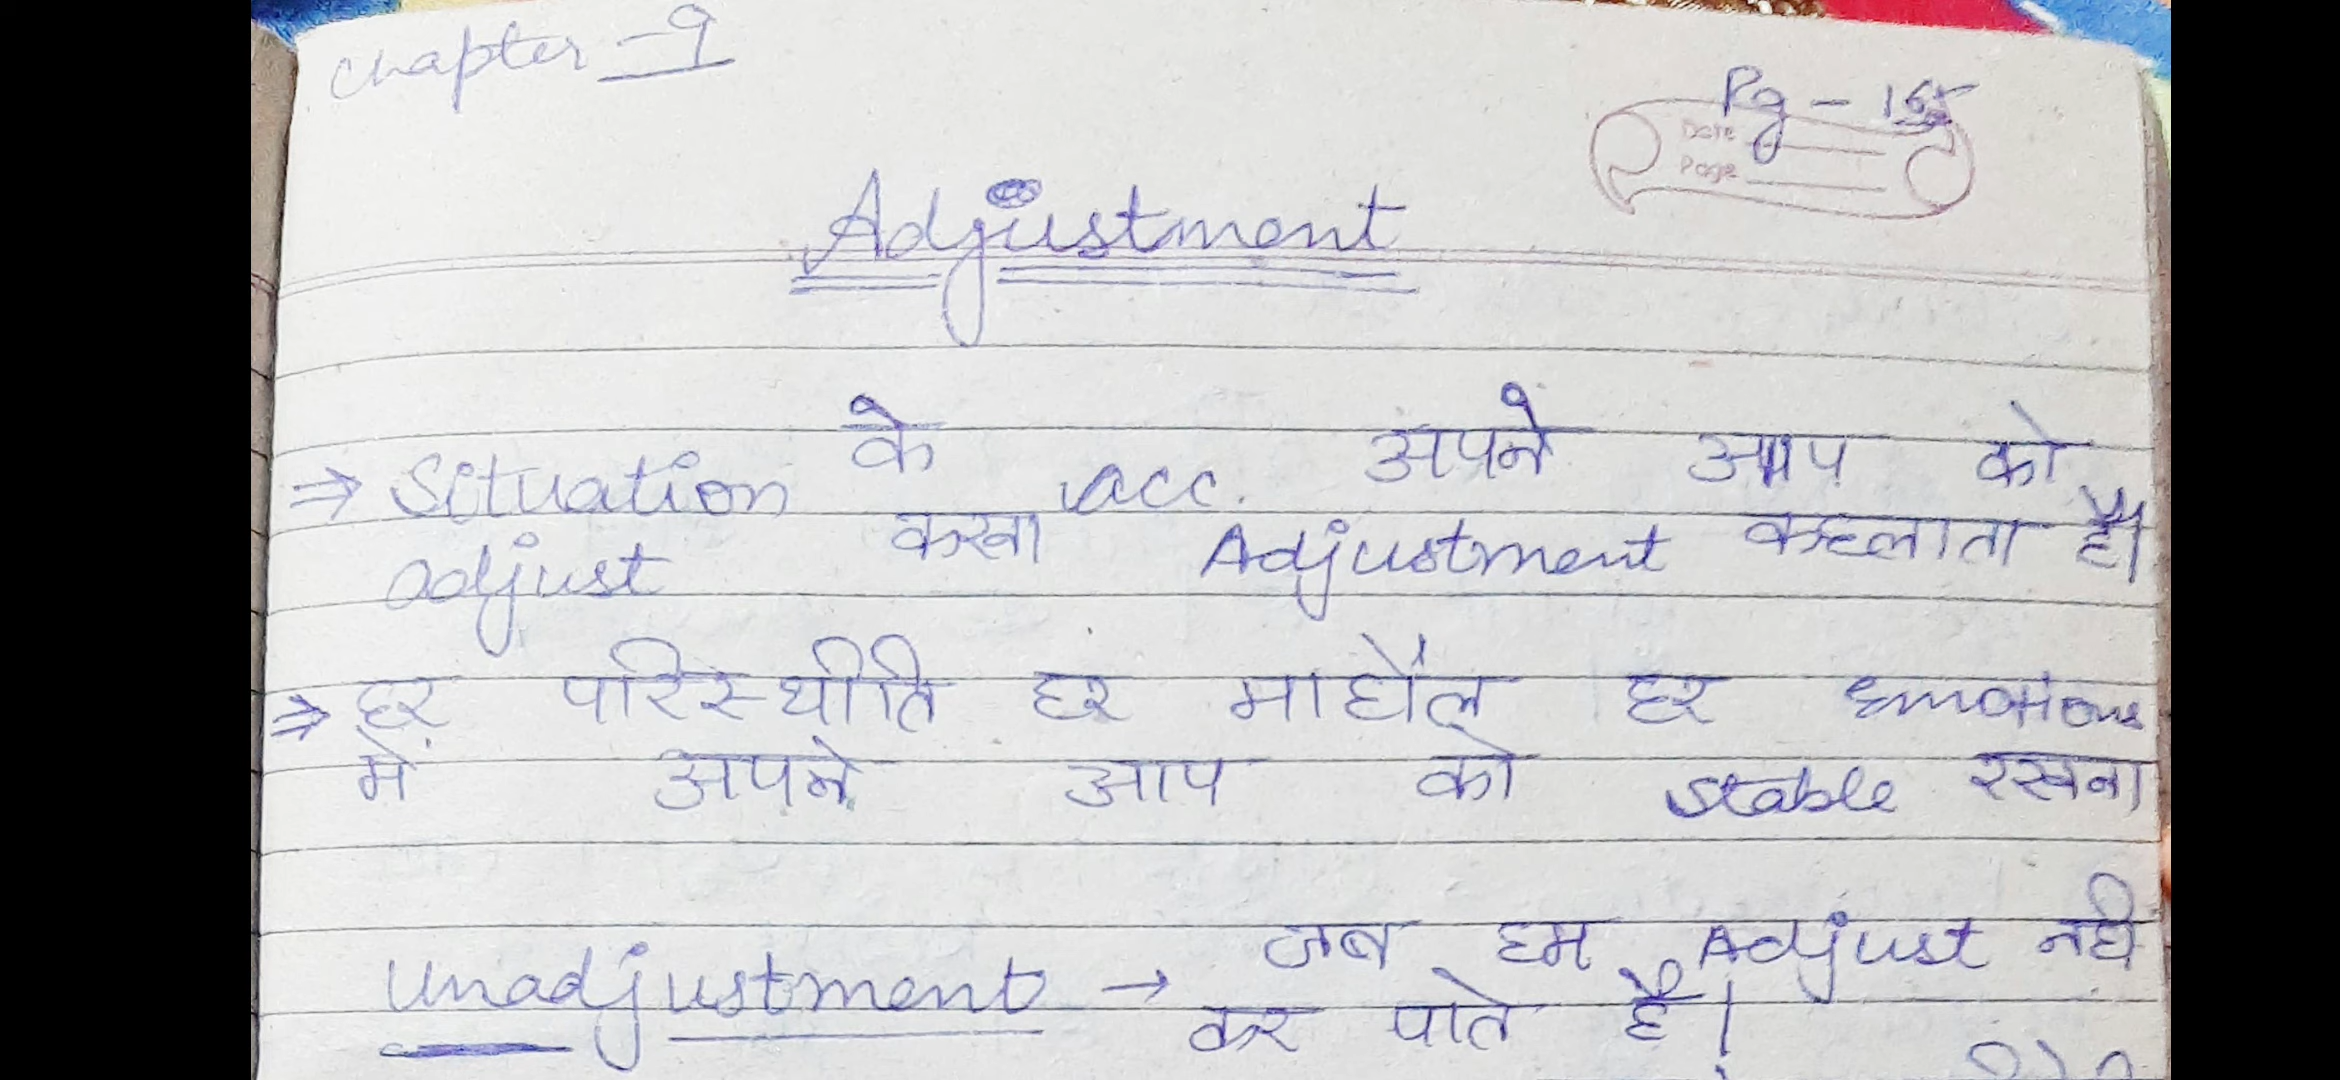 Chapter - 9
Pg - 165
Date
Page
Adjustment
⇒ Situation के acc. अपने आप को
adjust करना Adjustment कहलाता है।
⇒ हर परिस्थीति हर माहौल हर Emotions
में अपने आप को stable रखना
Unadjustment → जब हम Adjust नही
कर पाते है।